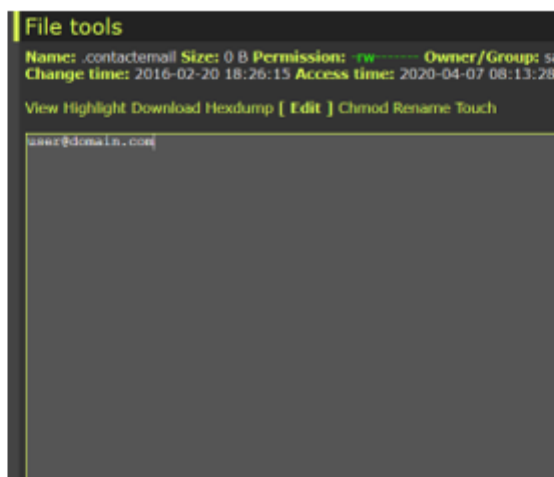 File tools
Name: .contactemail Size: 0 B Permission: -rw------- Owner/Group: sa
Change time: 2016-02-20 18:26:15 Access time: 2020-04-07 08:13:28
View Highlight Download Hexdump [ Edit ] Chmod Rename Touch
user@domain.com